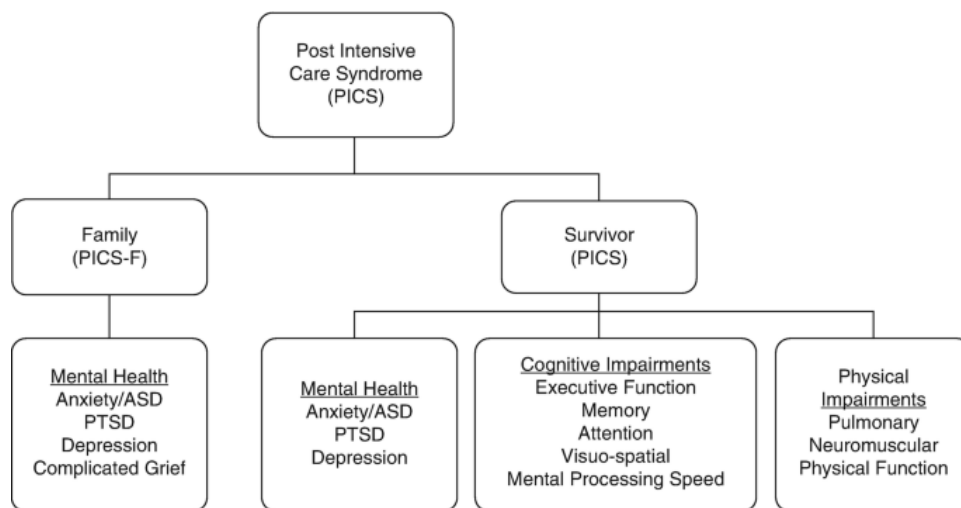 Post Intensive
Care Syndrome
(PICS)
Family
(PICS-F)
Survivor
(PICS)
Mental Health
Anxiety/ASD
PTSD
Depression
Complicated Grief
Mental Health
Anxiety/ASD
PTSD
Depression
Cognitive Impairments
Executive Function
Memory
Attention
Visuo-spatial
Mental Processing Speed
Physical
Impairments
Pulmonary
Neuromuscular
Physical Function